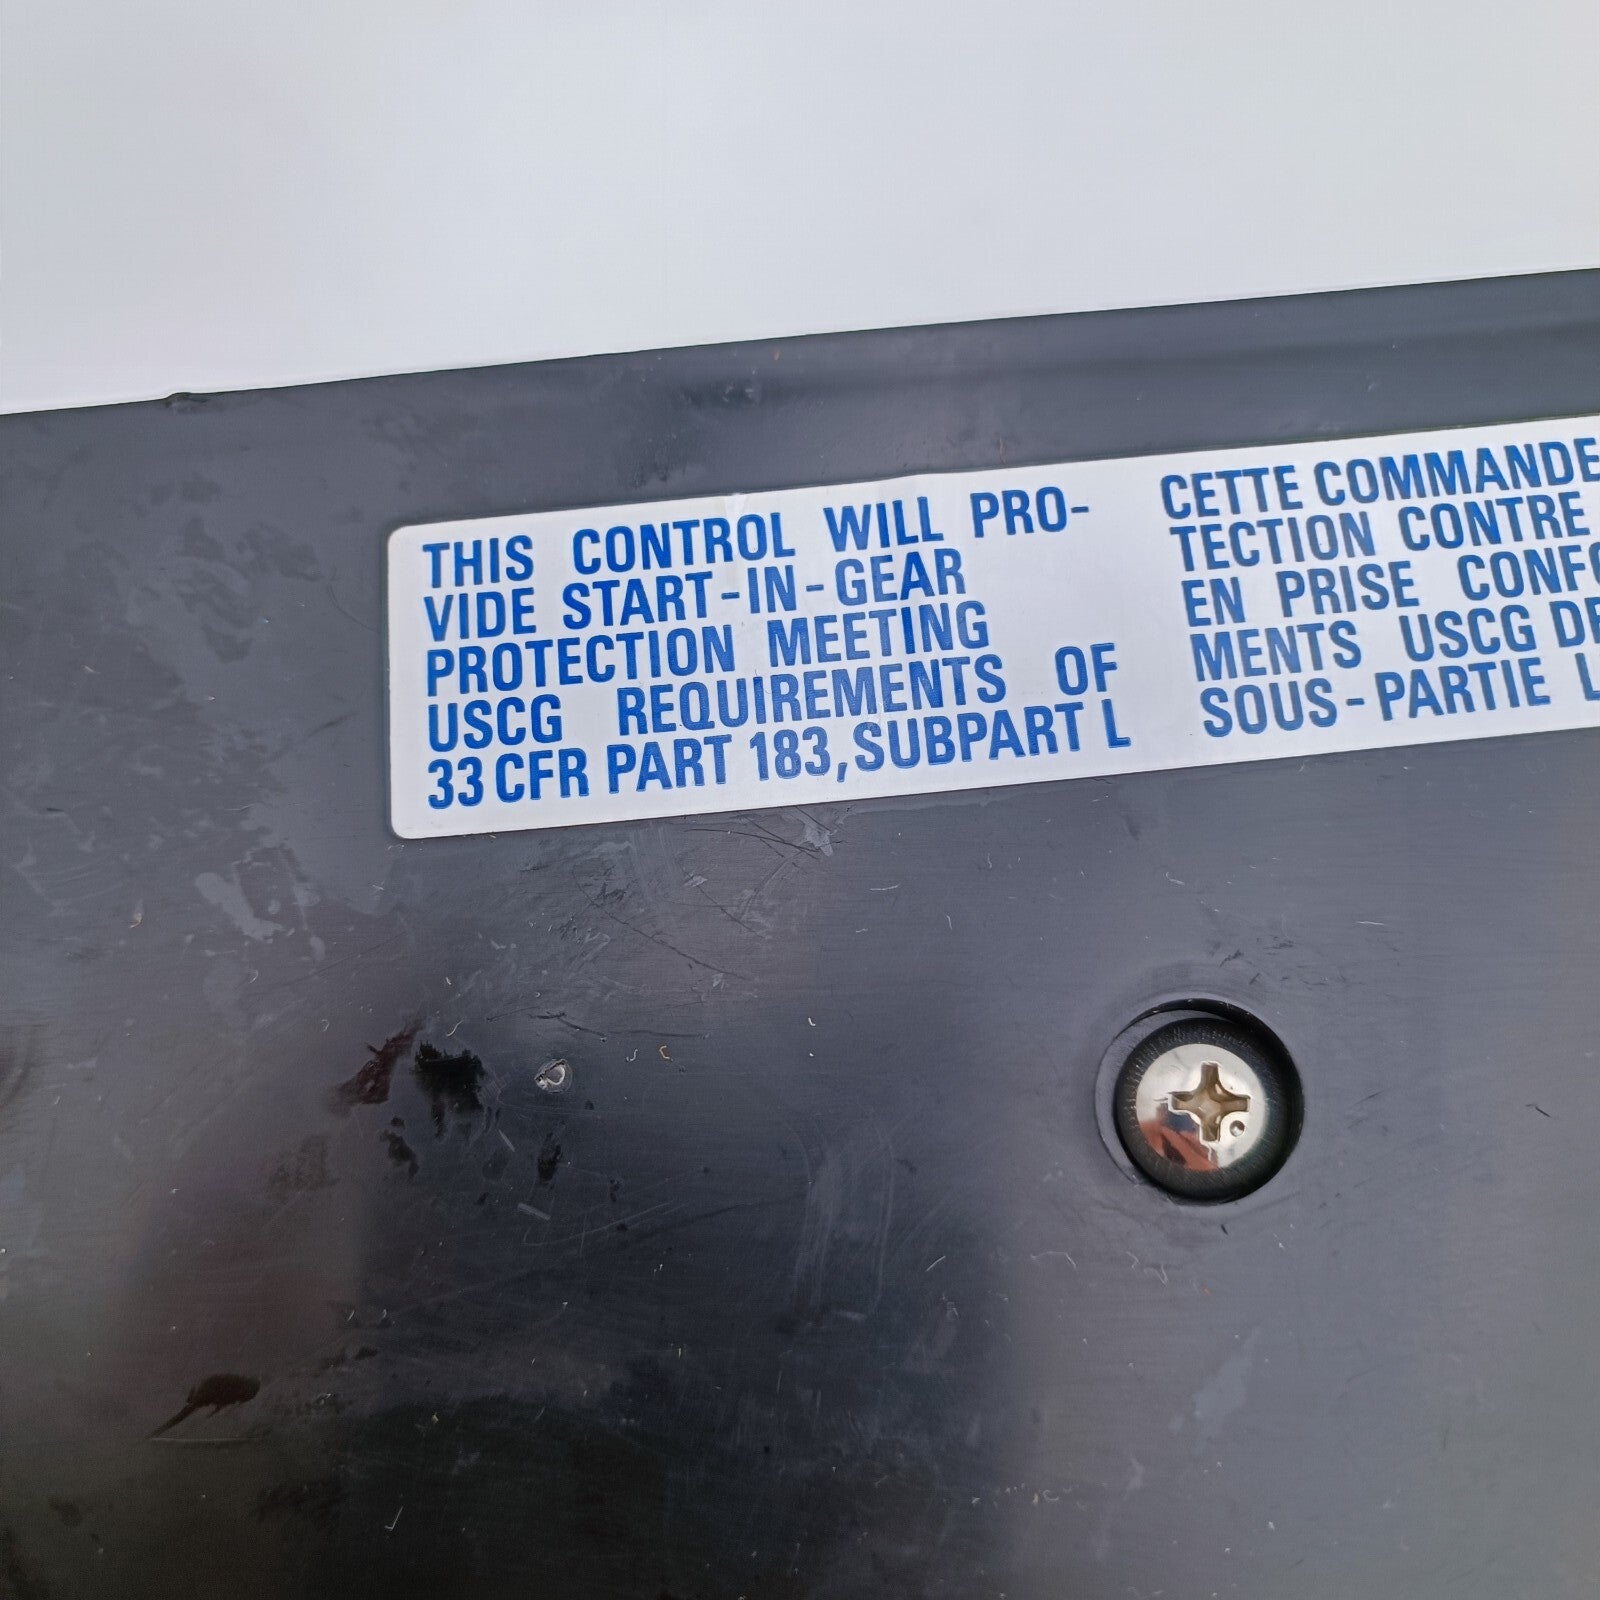 THIS CONTROL WILL PRO-
VIDE START-IN-GEAR
PROTECTION MEETING
USCG REQUIREMENTS OF
33 CFR PART 183, SUBPART L
CETTE COMMANDE
TECTION CONTRE
EN PRISE
MENTS USCG
SOUS-PARTIE L